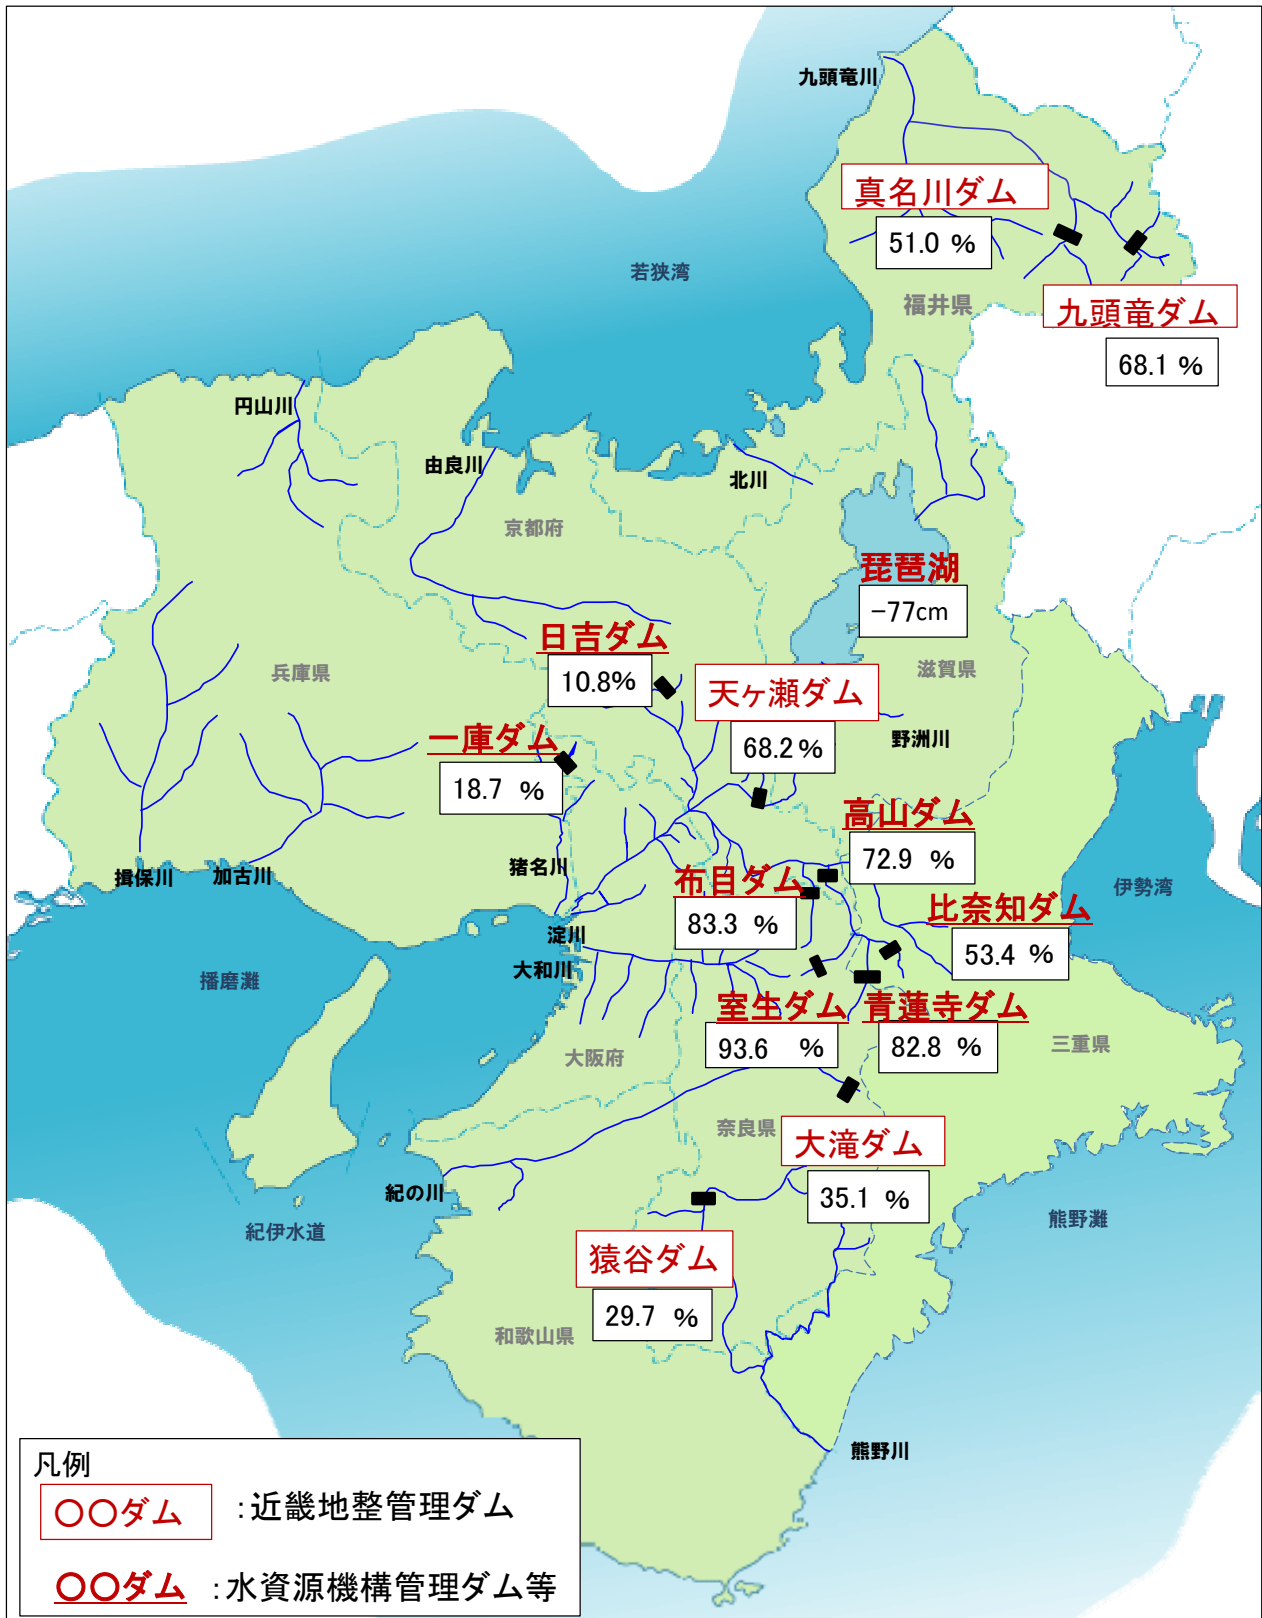 九頭竜川
真名川ダム
51.0 %
若狭湾
福井県
九頭竜ダム
68.1 %
円山川
由良川
北川
京都府
琵琶湖
−77cm
日吉ダム
10.8%
兵庫県
滋賀県
天ヶ瀬ダム
68.2%
野洲川
一庫ダム
18.7 %
高山ダム
72.9 %
猪名川
揖保川
加古川
布目ダム
83.3 %
伊勢湾
比奈知ダム
53.4 %
淀川
大和川
播磨灘
室生ダム
93.6 %
青蓮寺ダム
82.8 %
大阪府
三重県
奈良県
大滝ダム
35.1 %
紀の川
紀伊水道
熊野灘
猿谷ダム
29.7 %
和歌山県
熊野川
凡例
〇〇ダム :近畿地整管理ダム
〇〇ダム :水資源機構管理ダム等